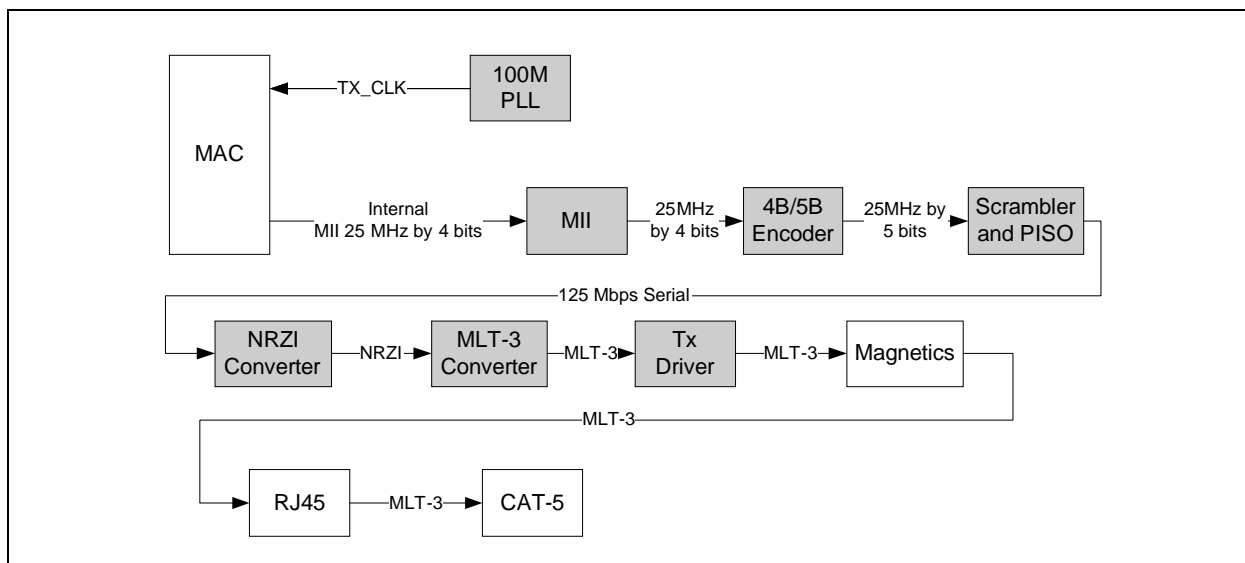 100M
PLL
TX_CLK
MAC
Internal
MII 25 MHz by 4 bits
MII
25MHz
by 4 bits
4B/5B
Encoder
25MHz by
5 bits
Scrambler
and PISO
125 Mbps Serial
NRZI
Converter
NRZI
MLT-3
Converter
MLT-3
Tx
Driver
MLT-3
Magnetics
MLT-3
RJ45
MLT-3
CAT-5